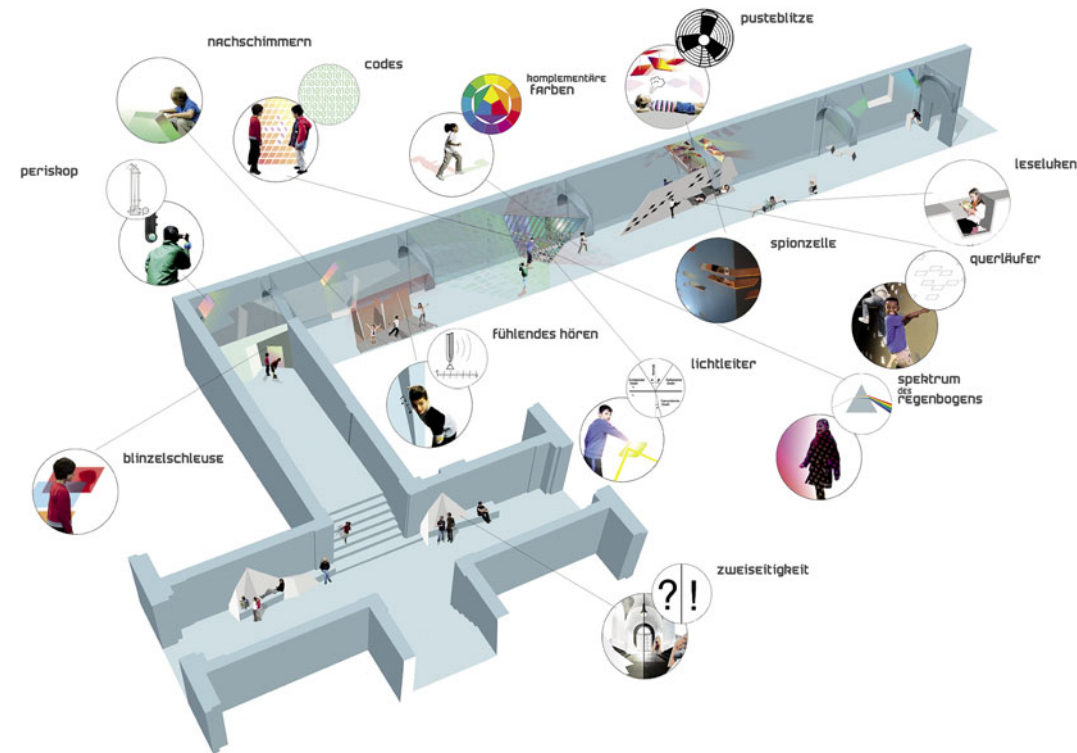 pusteblitze
nachschimmern
codes
komplementäre
farben
periskop
leseluken
spionzelle
querläufer
fühlendes hören
lichtleiter
spektrum
des
regenbogens
blinzelschleuse
zweiseitigkeit
? !